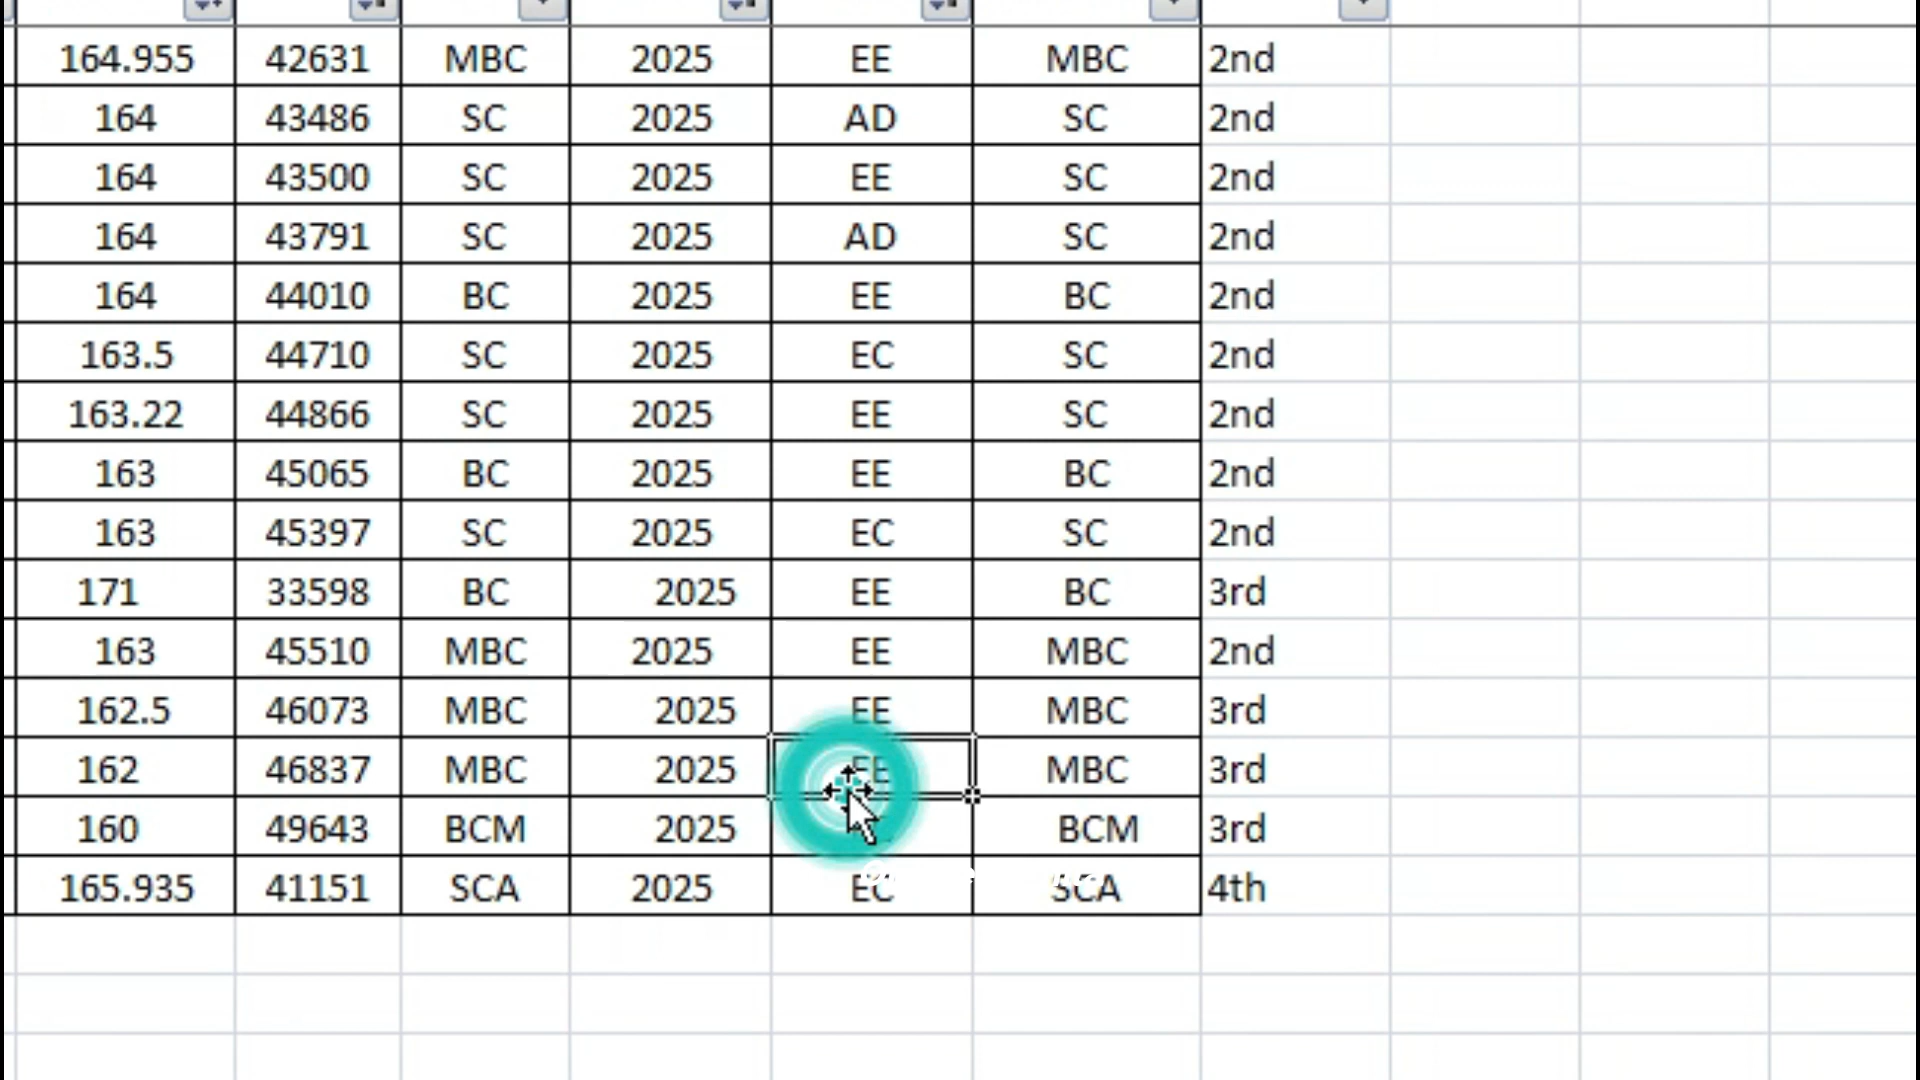 164.955 42631 MBC 2025 EE MBC 2nd
164 43486 SC 2025 AD SC 2nd
164 43500 SC 2025 EE SC 2nd
164 43791 SC 2025 AD SC 2nd
164 44010 BC 2025 EE BC 2nd
163.5 44710 SC 2025 EC SC 2nd
163.22 44866 SC 2025 EE SC 2nd
163 45065 BC 2025 EE BC 2nd
163 45397 SC 2025 EC SC 2nd
171 33598 BC 2025 EE BC 3rd
163 45510 MBC 2025 EE MBC 2nd
162.5 46073 MBC 2025 EE MBC 3rd
162 46837 MBC 2025 EE MBC 3rd
160 49643 BCM 2025 BCM 3rd
165.935 41151 SCA 2025 EC SCA 4th